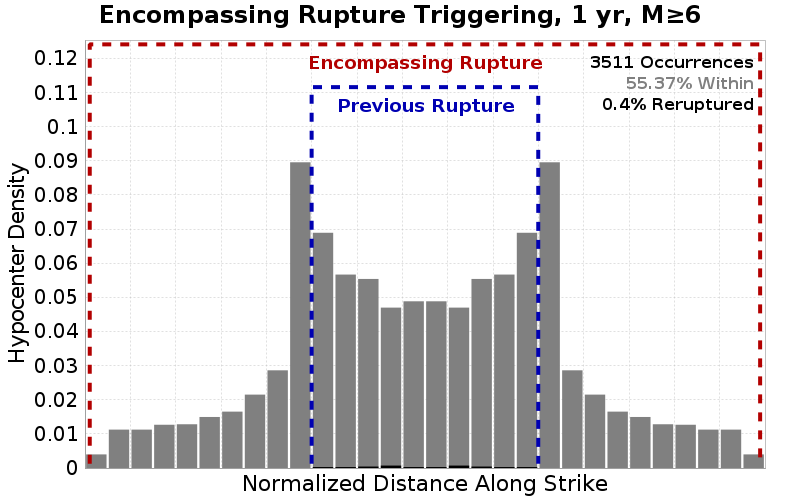 Encompassing Rupture Triggering, 1 yr, M≥6
Encompassing Rupture
3511 Occurrences
55.37% Within
0.4% Reruptured
Previous Rupture
Hypocenter Density
0.12
0.11
0.1
0.09
0.08
0.07
0.06
0.05
0.04
0.03
0.02
0.01
0
Normalized Distance Along Strike